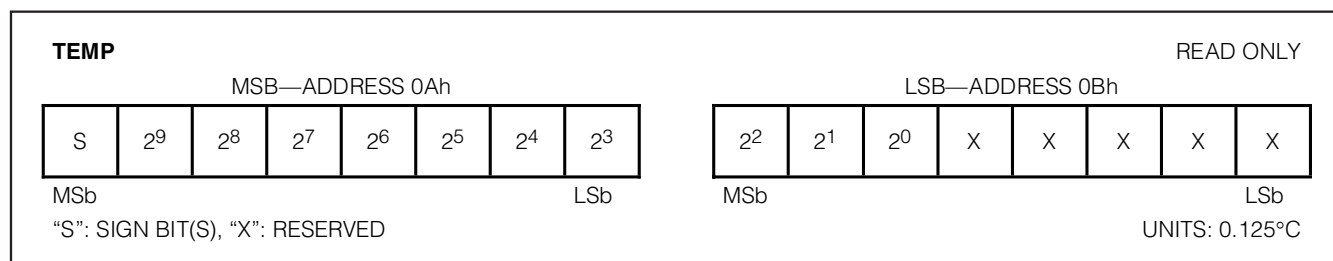 TEMP READ ONLY
MSB—ADDRESS 0Ah LSB—ADDRESS 0Bh
S 2⁹ 2⁸ 2⁷ 2⁶ 2⁵ 2⁴ 2³ 2² 2¹ 2⁰ X X X X X
MSb LSb MSb LSb
“S”: SIGN BIT(S), “X”: RESERVED UNITS: 0.125°C